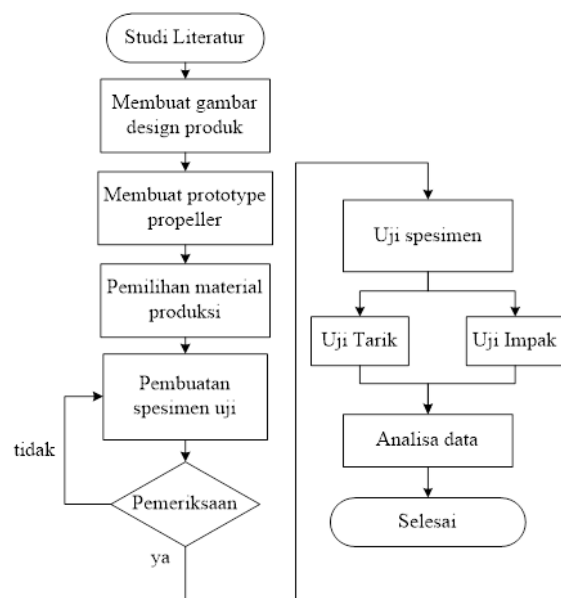 Studi Literatur
Membuat gambar
design produk
Membuat prototype
propeller
Pemilihan material
produksi
Pembuatan
spesimen uji
tidak
Pemeriksaan
ya
Uji spesimen
Uji Tarik
Uji Impak
Analisa data
Selesai